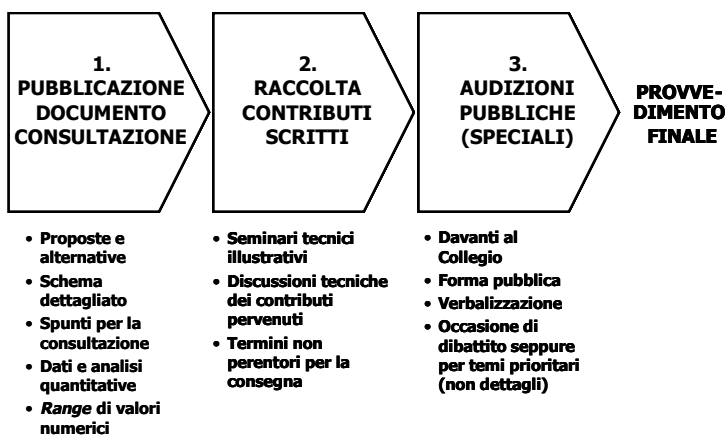 1.
PUBBLICAZIONE
DOCUMENTO
CONSULTAZIONE
2.
RACCOLTA
CONTRIBUTI
SCRITTI
3.
AUDIZIONI
PUBBLICHE
(SPECIALI)
PROVVE-
DIMENTO
FINALE
• Proposte e
alternative
• Schema
dettagliato
• Spunti per la
consultazione
• Dati e analisi
quantitative
• Range di valori
numerici
• Seminari tecnici
illustrativi
• Discussioni tecniche
dei contributi
pervenuti
• Termini non
perentori per la
consegna
• Davanti al
Collegio
• Forma pubblica
• Verbalizzazione
• Occasione di
dibattito seppure
per temi prioritari
(non dettagli)